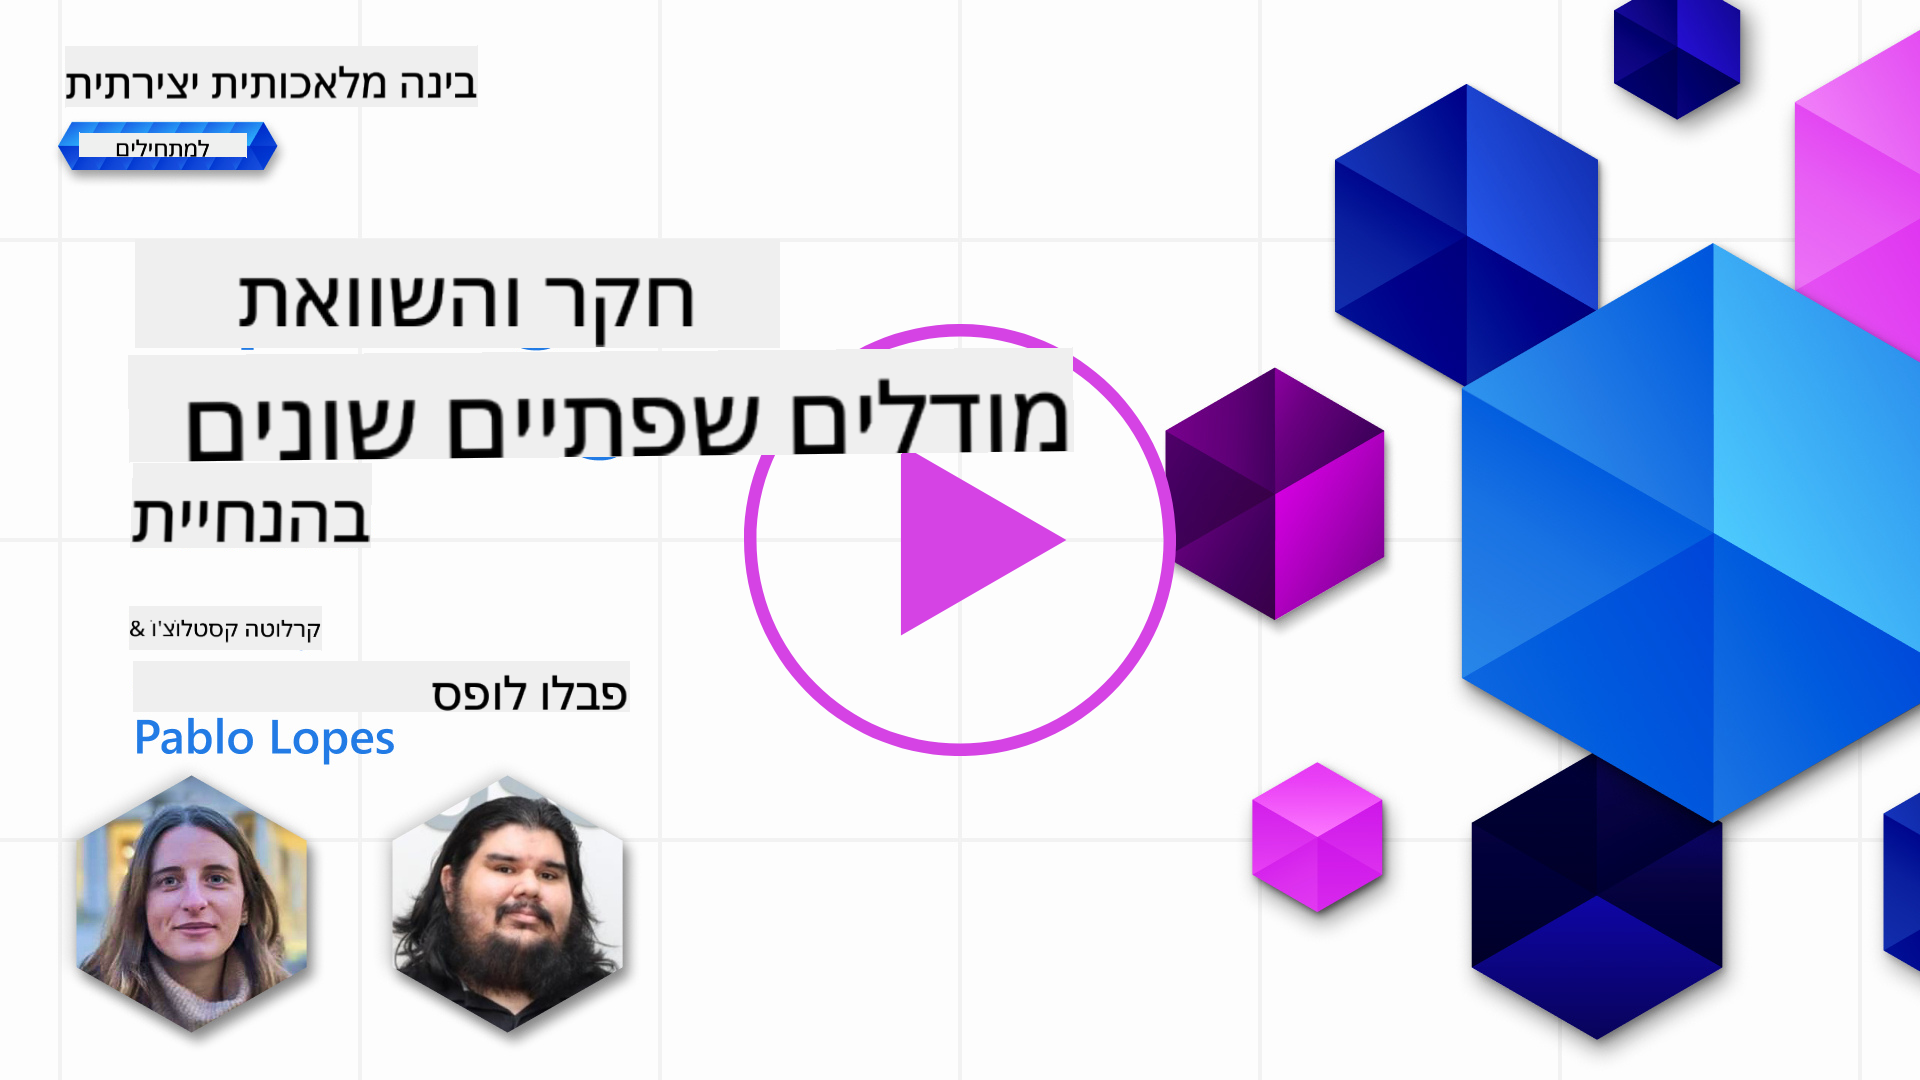 בינה מלאכותית יצירתית
למתחילים
חקר והשוואת
מודלים שפתיים שונים
בהנחיית
קרלוטה קסטלוצ'ו &
פבלו לופס
Pablo Lopes